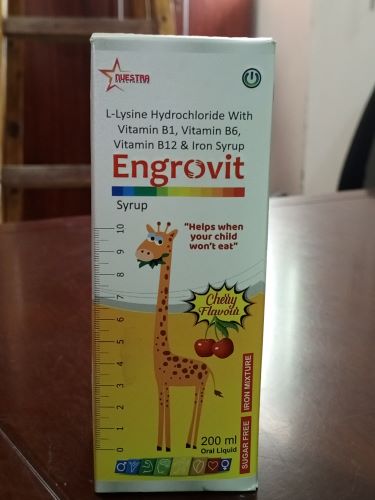 NUESTRA
L-Lysine Hydrochloride With
Vitamin B1, Vitamin B6,
Vitamin B12 & Iron Syrup
Engrovit
Syrup
"Helps when
your child
won't eat"
10
9
8
7
6
5
4
3
2
1
0
Cherry
Flavour
SUGAR FREE IRON MIXTURE
200 ml
Oral Liquid